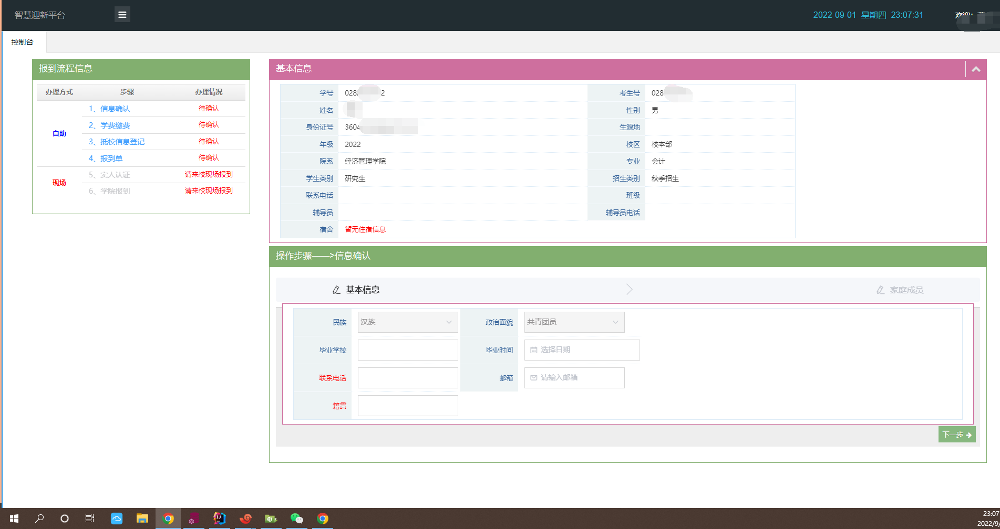 智慧迎新平台
2022-09-01 星期四 23:07:31
欢迎:
控制台
报到流程信息
办理方式 步骤 办理情况
自助
1、信息确认 待确认
2、学费缴费 待确认
3、抵校信息登记 待确认
4、报到单 待确认
现场
5、实人认证 请来校现场报到
6、学院报到 请来校现场报到
基本信息
学号 028 2 考生号 028
姓名 性别 男
身份证号 3604 生源地
年级 2022 校区 校本部
院系 经济管理学院 专业 会计
学生类别 研究生 招生类别 秋季招生
联系电话 班级
辅导员 辅导员电话
宿舍 暂无住宿信息
操作步骤——>信息确认
基本信息 家庭成员
民族 汉族 政治面貌 共青团员
毕业学校 毕业时间 选择日期
联系电话 邮箱 请输入邮箱
籍贯
下一步
23:07
2022/9/